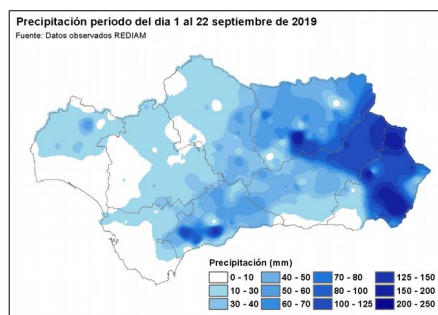 Precipitación periodo del dia 1 al 22 septiembre de 2019
Fuente: Datos observados REDIAM
Precipitación (mm)
0 - 10
40 - 50
70 - 80
125 - 150
10 - 30
50 - 60
80 - 100
150 - 200
30 - 40
60 - 70
100 - 125
200 - 250